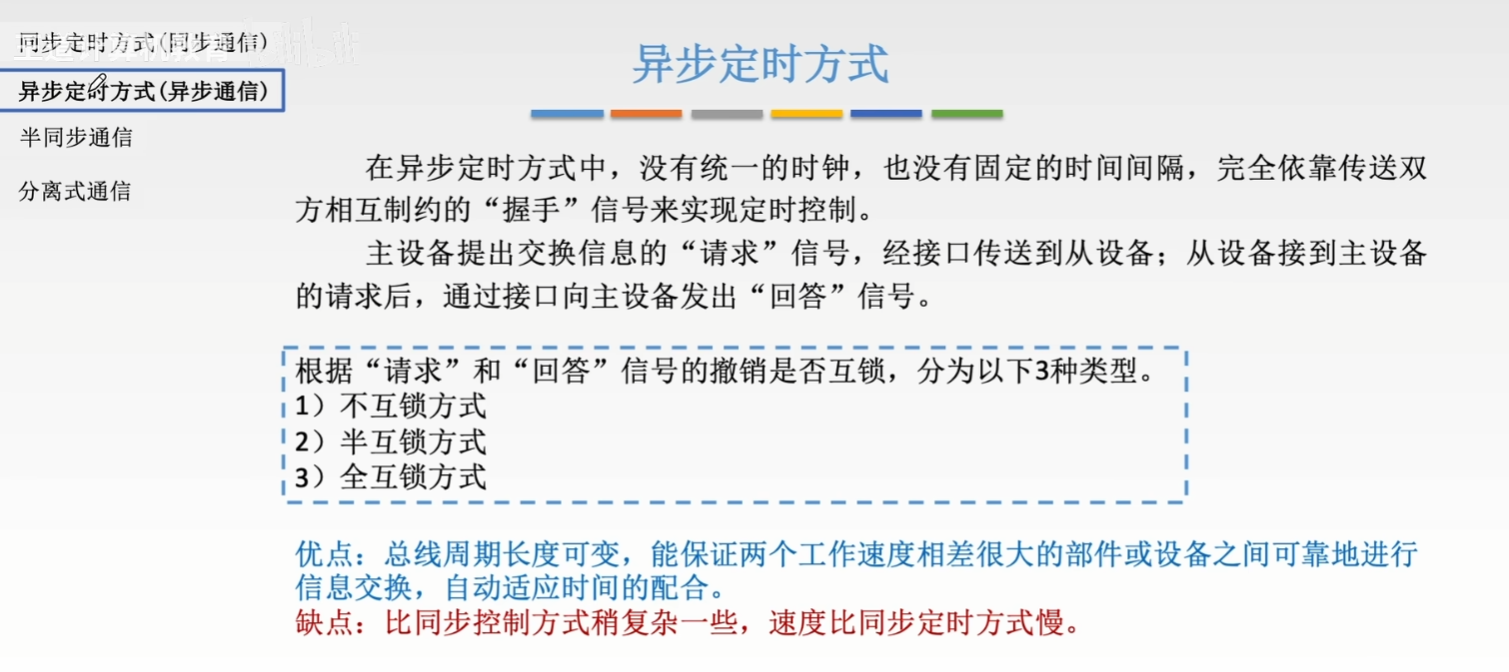 同步定时方式(同步通信)
异步定时方式(异步通信)
半同步通信
分离式通信
异步定时方式
在异步定时方式中，没有统一的时钟，也没有固定的时间间隔，完全依靠传送双
方相互制约的“握手”信号来实现定时控制。
主设备提出交换信息的“请求”信号，经接口传送到从设备；从设备接到主设备
的请求后，通过接口向主设备发出“回答”信号。
根据“请求”和“回答”信号的撤销是否互锁，分为以下3种类型。
1）不互锁方式
2）半互锁方式
3）全互锁方式
优点：总线周期长度可变，能保证两个工作速度相差很大的部件或设备之间可靠地进行
信息交换，自动适应时间的配合。
缺点：比同步控制方式稍复杂一些，速度比同步定时方式慢。